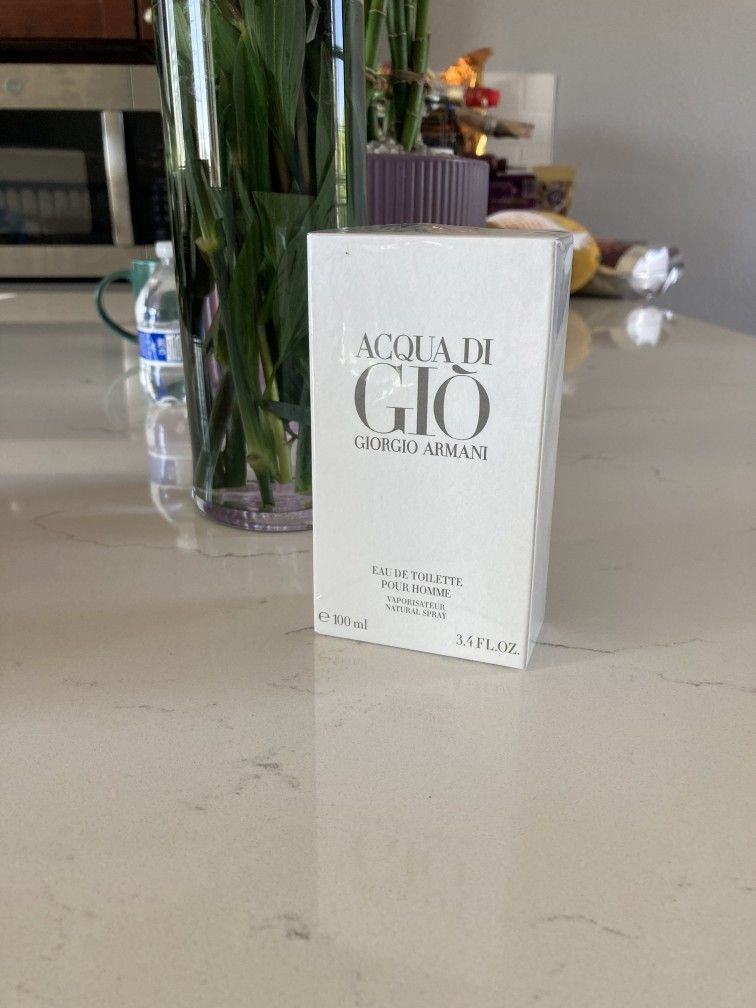 ACQUA DI
GIÒ
GIORGIO ARMANI
EAU DE TOILETTE
POUR HOMME
VAPORISATEUR
NATURAL SPRAY
℮ 100 ml
3.4 FL.OZ.